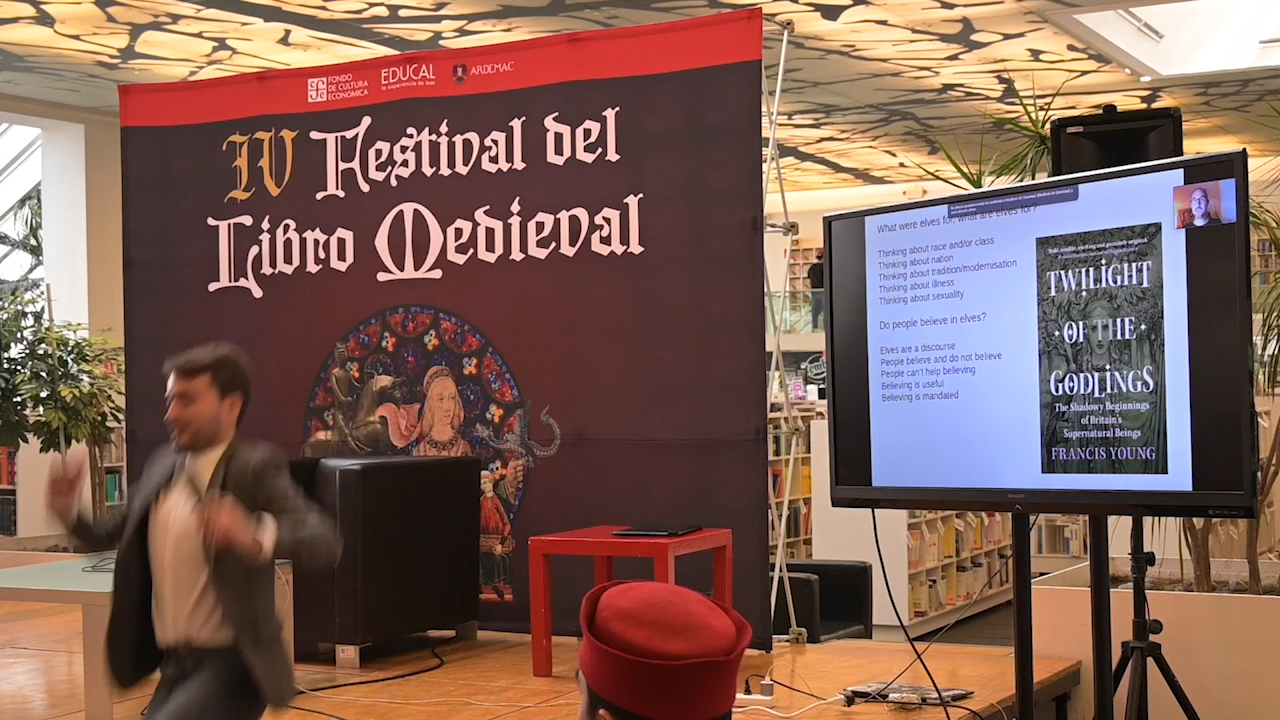 FONDO
DE CULTURA
ECONÓMICA
EDUCAL
la experiencia de leer
ARDEMAC
IV Festival del
Libro Medieval
What were elves for, what are elves for?
Thinking about race and/or class
Thinking about nation
Thinking about tradition/modernisation
Thinking about illness
Thinking about sexuality
Do people believe in elves?
Elves are a discourse
People believe and do not believe
People can't help believing
Believing is useful
Believing is mandated
TWILIGHT
OF THE
GODLINGS
The Shadowy Beginnings
of Britain's
Supernatural Beings
FRANCIS YOUNG